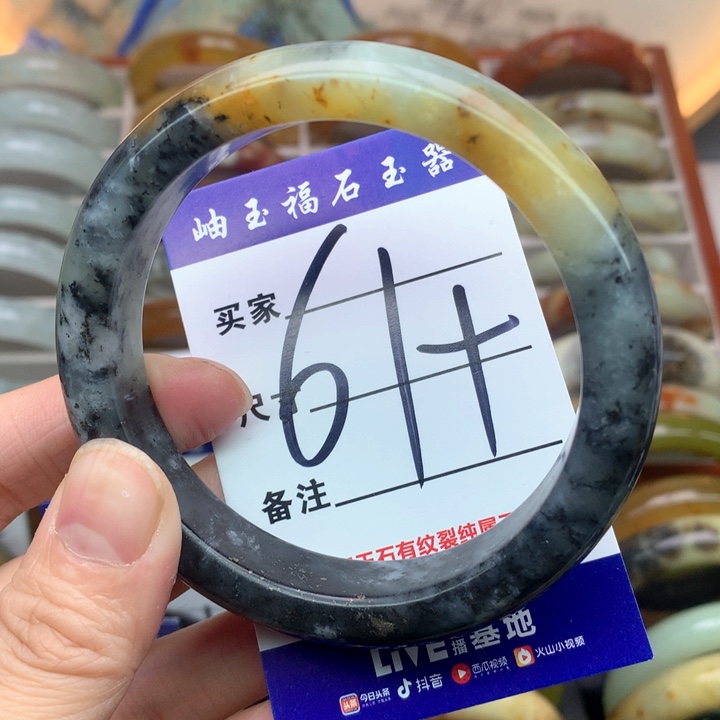 岫玉福石玉器
买家
尺寸
备注
61+
石有纹裂纯属
LIVE 播基地
今日头条 抖音 西瓜视频 火山小视频